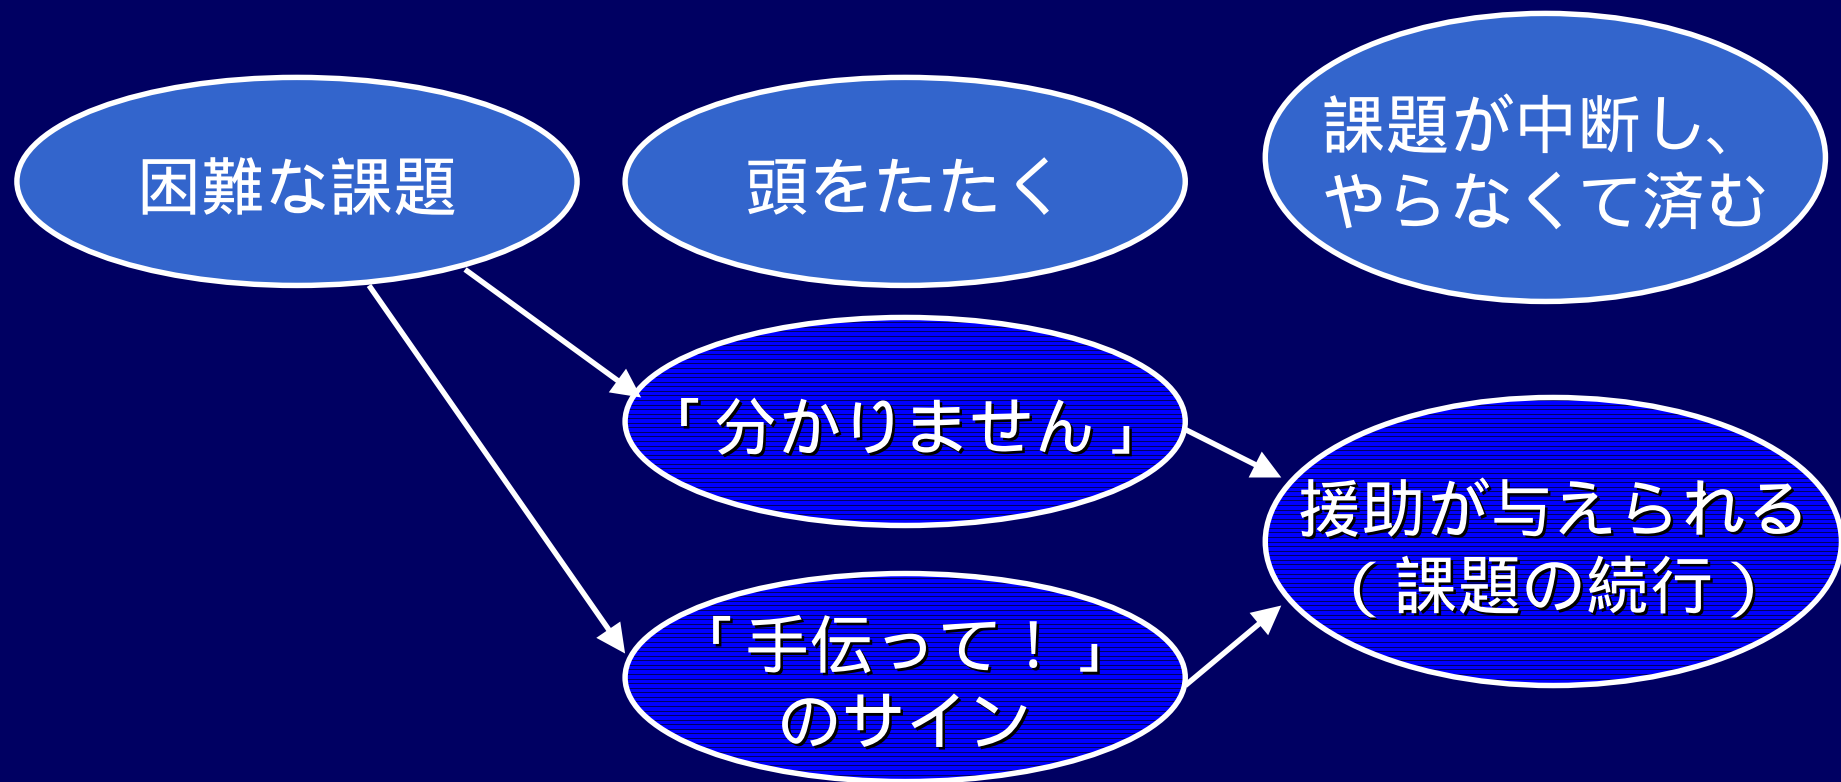 困難な課題
頭をたたく
課題が中断し、
やらなくて済む
「分かりません」
援助が与えられる
(課題の続行)
「手伝って!」
のサイン